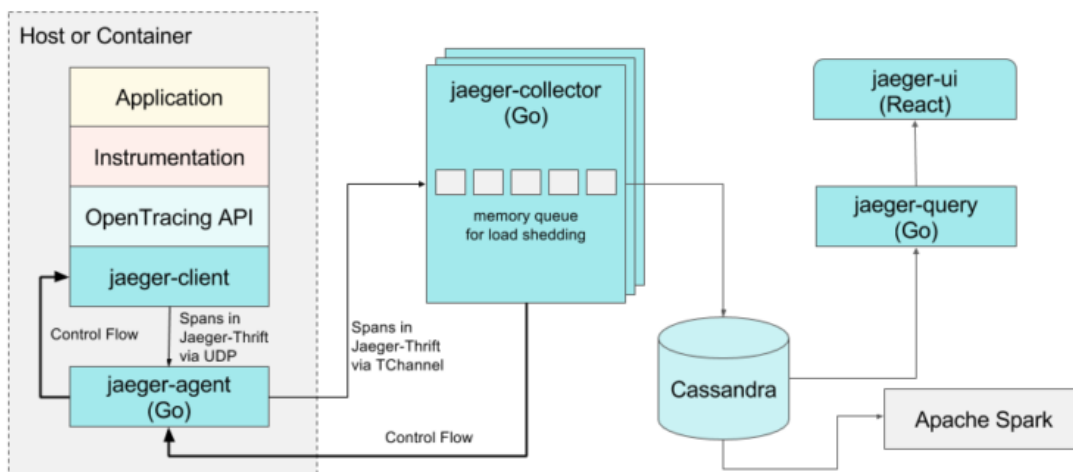 Host or Container
Application
Instrumentation
OpenTracing API
jaeger-client
Control Flow
Spans in
Jaeger-Thrift
via UDP
jaeger-agent
(Go)
Spans in
Jaeger-Thrift
via TChannel
Control Flow
jaeger-collector
(Go)
memory queue
for load shedding
Cassandra
jaeger-ui
(React)
jaeger-query
(Go)
Apache Spark